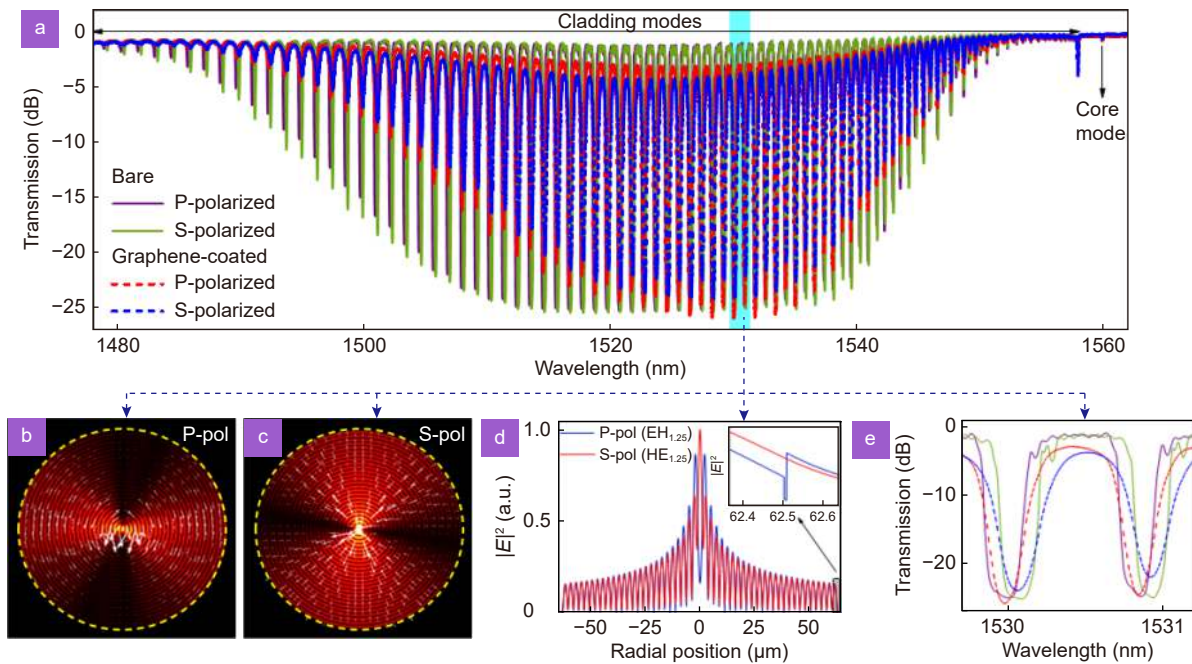 a
Cladding modes
0
−5
−10
−15
−20
−25
Transmission (dB)
Core
mode
Bare
P-polarized
S-polarized
Graphene-coated
P-polarized
S-polarized
1480
1500
1520
1540
1560
Wavelength (nm)
b
P-pol
c
S-pol
d
1.0
0.5
0
|E|² (a.u.)
P-pol (EH1.25)
S-pol (HE1.25)
|E|²
62.4
62.5
62.6
−50
−25
0
25
50
Radial position (µm)
e
0
−10
−20
Transmission (dB)
1530
1531
Wavelength (nm)